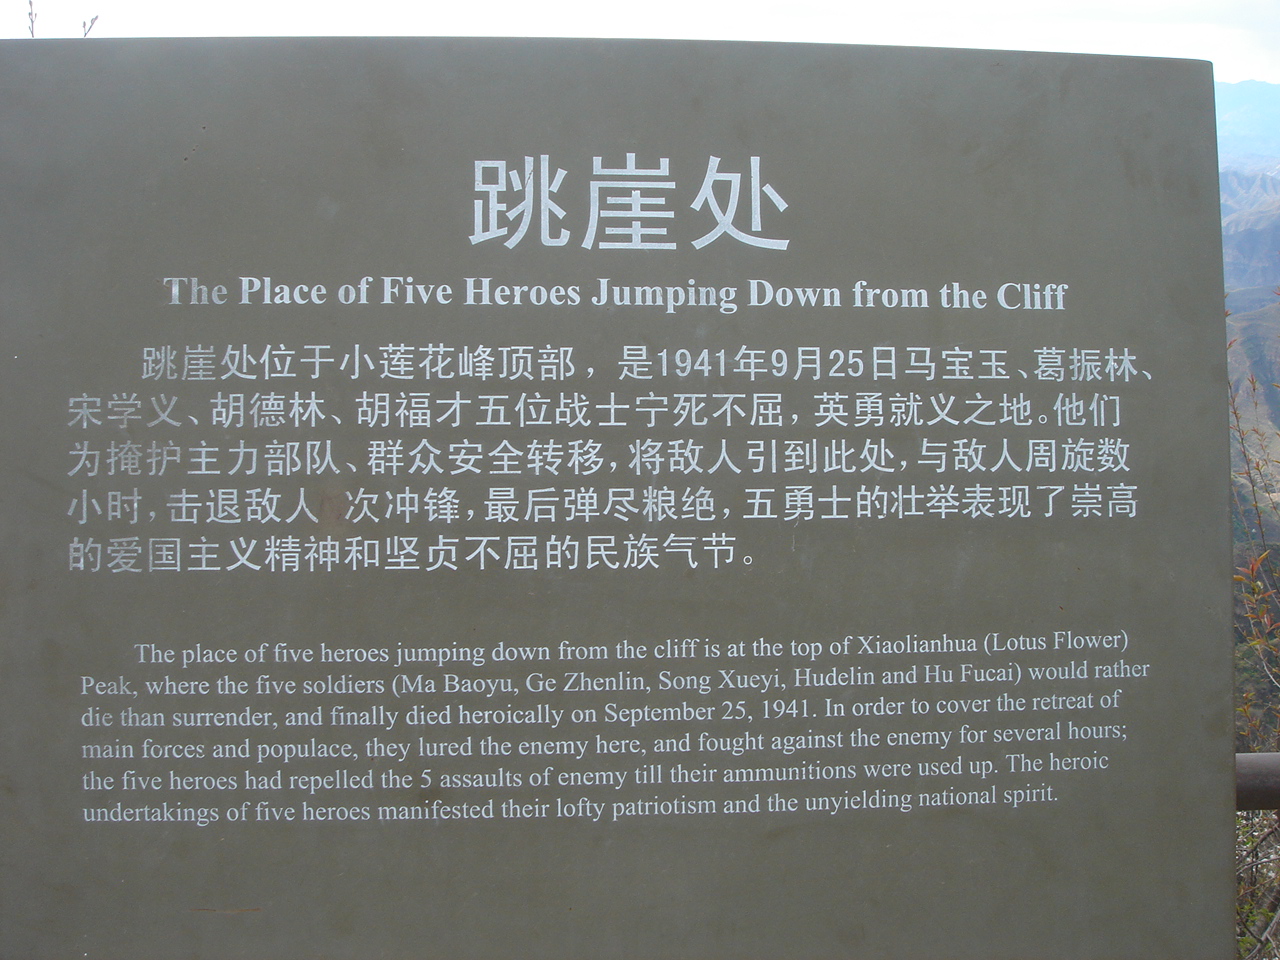 跳崖处
The Place of Five Heroes Jumping Down from the Cliff
跳崖处位于小莲花峰顶部，是1941年9月25日马宝玉、葛振林、
宋学义、胡德林、胡福才五位战士宁死不屈，英勇就义之地。他们
为掩护主力部队、群众安全转移，将敌人引到此处，与敌人周旋数
小时，击退敌人 次冲锋，最后弹尽粮绝，五勇士的壮举表现了崇高
的爱国主义精神和坚贞不屈的民族气节。
The place of five heroes jumping down from the cliff is at the top of Xiaolianhua (Lotus Flower)
Peak, where the five soldiers (Ma Baoyu, Ge Zhenlin, Song Xueyi, Hudelin and Hu Fucai) would rather
die than surrender, and finally died heroically on September 25, 1941. In order to cover the retreat of
main forces and populace, they lured the enemy here, and fought against the enemy for several hours;
the five heroes had repelled the 5 assaults of enemy till their ammunitions were used up. The heroic
undertakings of five heroes manifested their lofty patriotism and the unyielding national spirit.